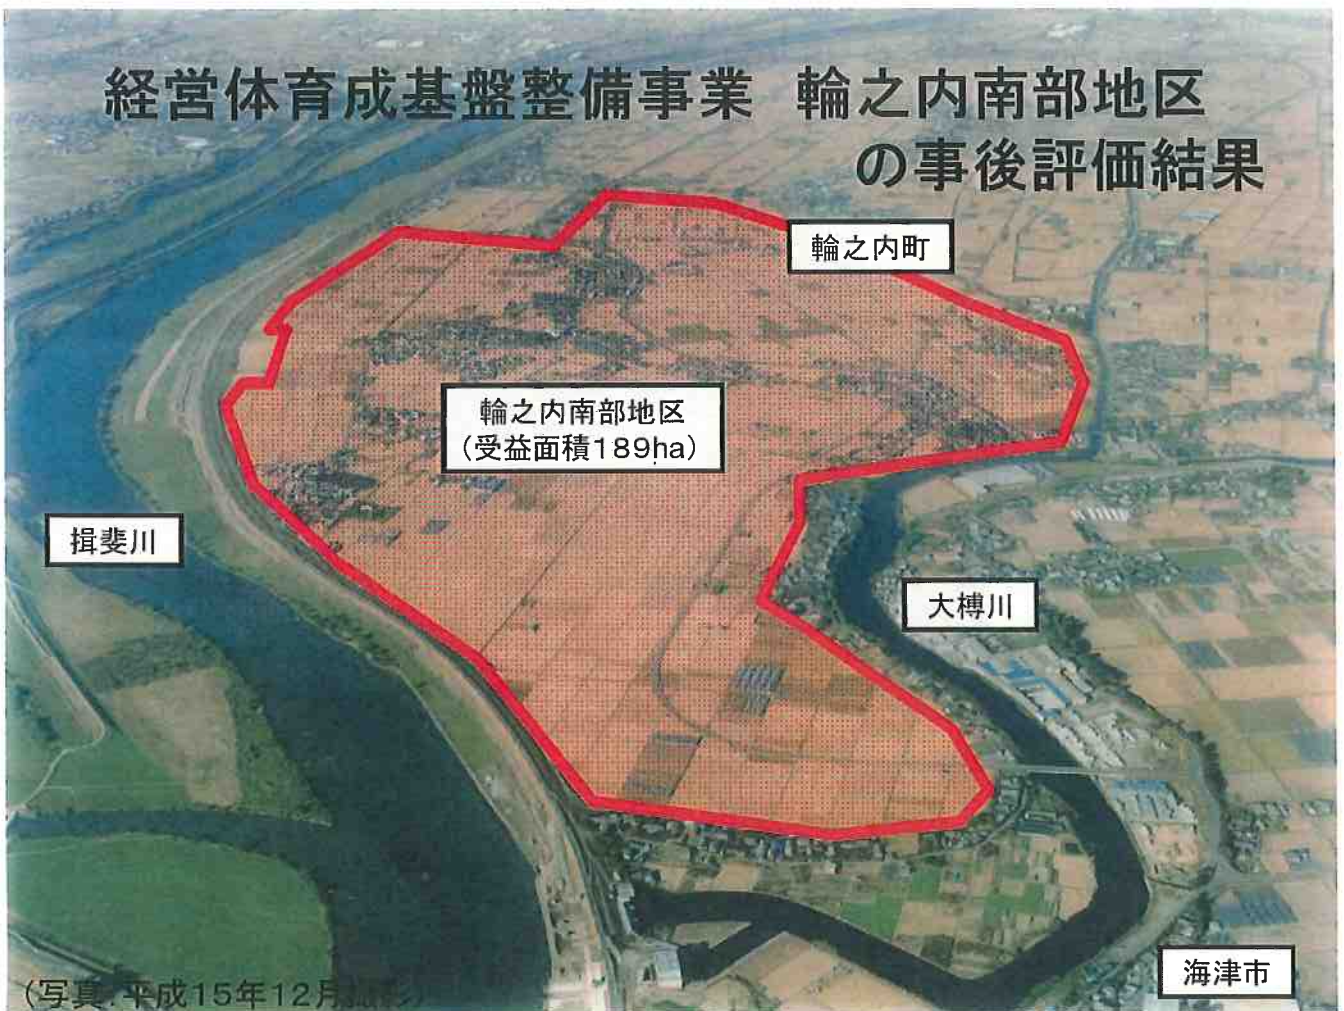 経営体育成基盤整備事業 輪之内南部地区
の事後評価結果
輪之内町
輪之内南部地区
(受益面積189ha)
揖斐川
大榑川
海津市
(写真:平成15年12月撮影)